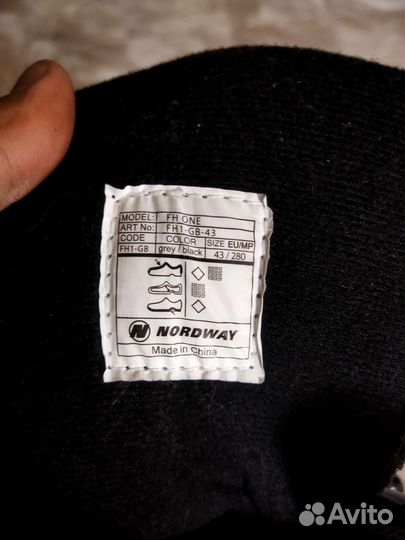 MODEL: FH ONE
ART No: FH1-GB-43
CODE COLOR SIZE EU/MP
FH1-GB grey / black 43 / 280
N NORDWAY
Made in China
Avito